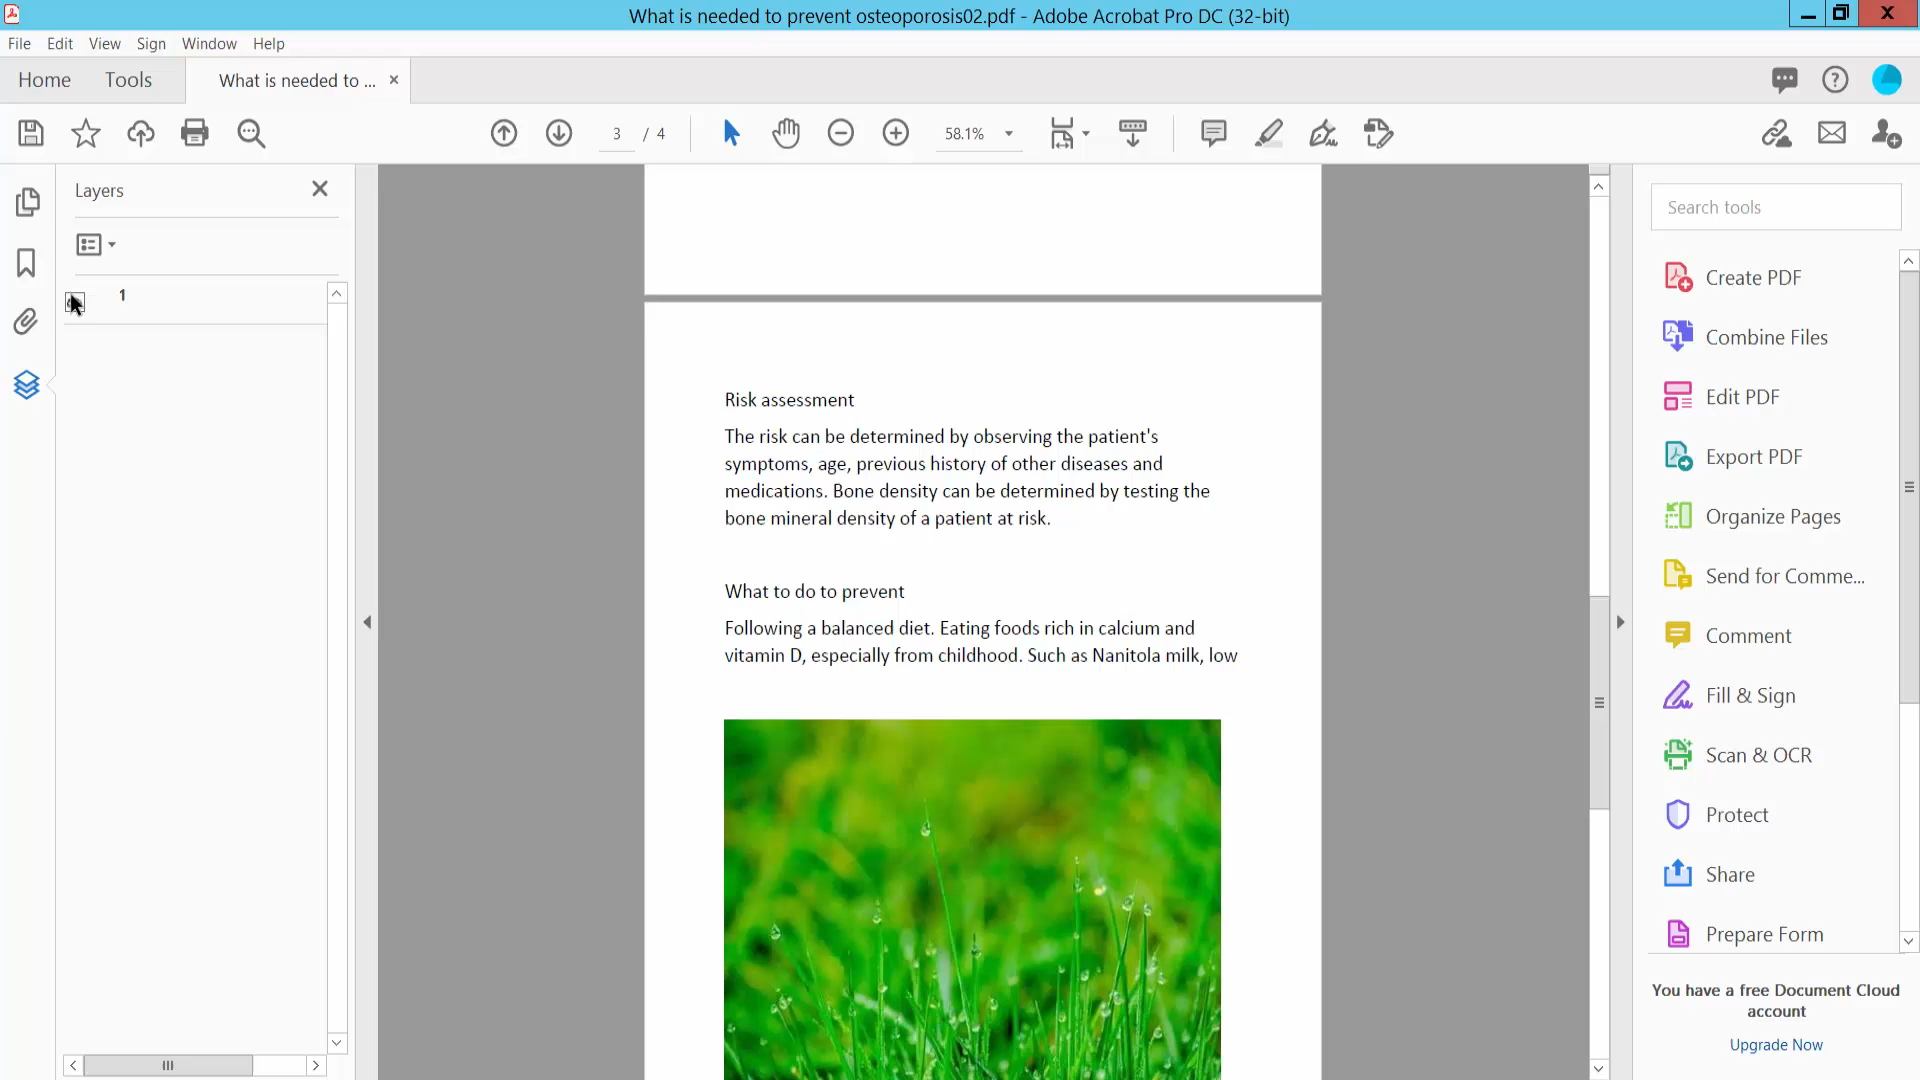 What is needed to prevent osteoporosis02.pdf - Adobe Acrobat Pro DC (32-bit)
File Edit View Sign Window Help
Home Tools What is needed to ...
3 / 4 58.1%
Layers
1
Risk assessment
The risk can be determined by observing the patient's
symptoms, age, previous history of other diseases and
medications. Bone density can be determined by testing the
bone mineral density of a patient at risk.
What to do to prevent
Following a balanced diet. Eating foods rich in calcium and
vitamin D, especially from childhood. Such as Nanitola milk, low
Search tools
Create PDF
Combine Files
Edit PDF
Export PDF
Organize Pages
Send for Comme...
Comment
Fill & Sign
Scan & OCR
Protect
Share
Prepare Form
You have a free Document Cloud
account
Upgrade Now